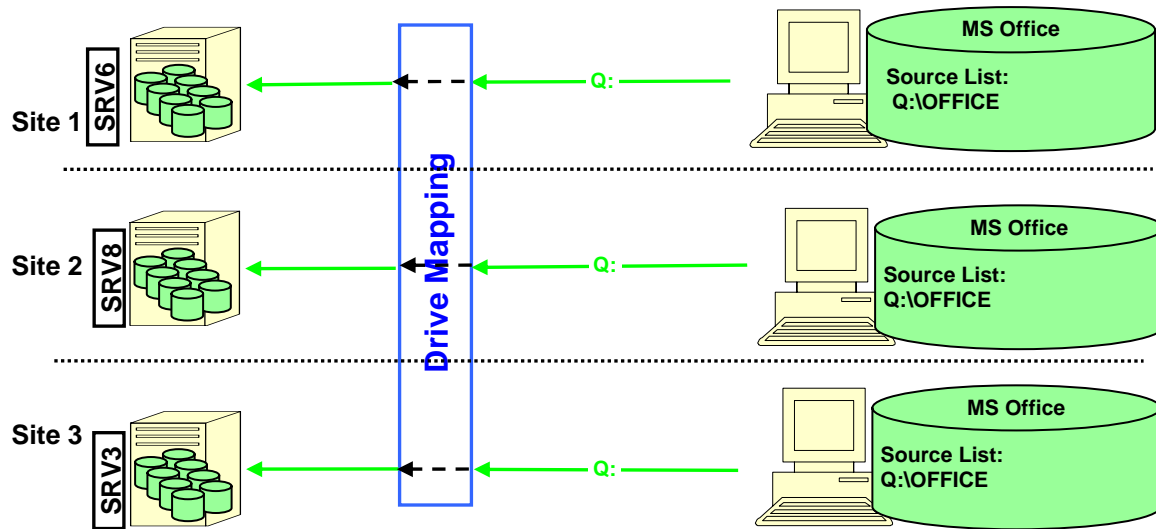 MS Office
Source List:
Q:\OFFICE
Q:
SRV6
Site 1
Drive Mapping
MS Office
Source List:
Q:\OFFICE
Q:
SRV8
Site 2
MS Office
Source List:
Q:\OFFICE
Q:
SRV3
Site 3